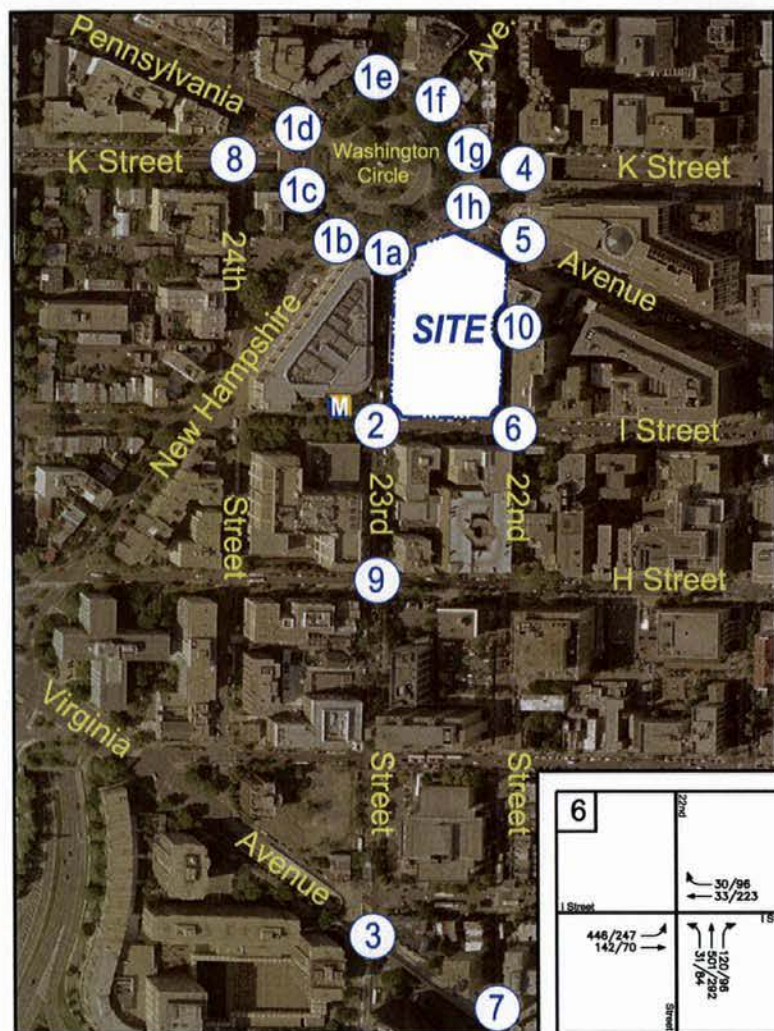 Pennsylvania
Ave.
1e
1f
1d
1g
Washington
Circle
K Street
8
4
K Street
1c
1h
1b
1a
5
24th
Avenue
SITE
10
New Hampshire
M
2
6
I Street
23rd
22nd
Street
9
H Street
Virginia
Street
Street
Avenue
3
7
6
22nd
30/96
33/223
I Street
I S
446/247
142/70
31/84
501/292
120/96
Street